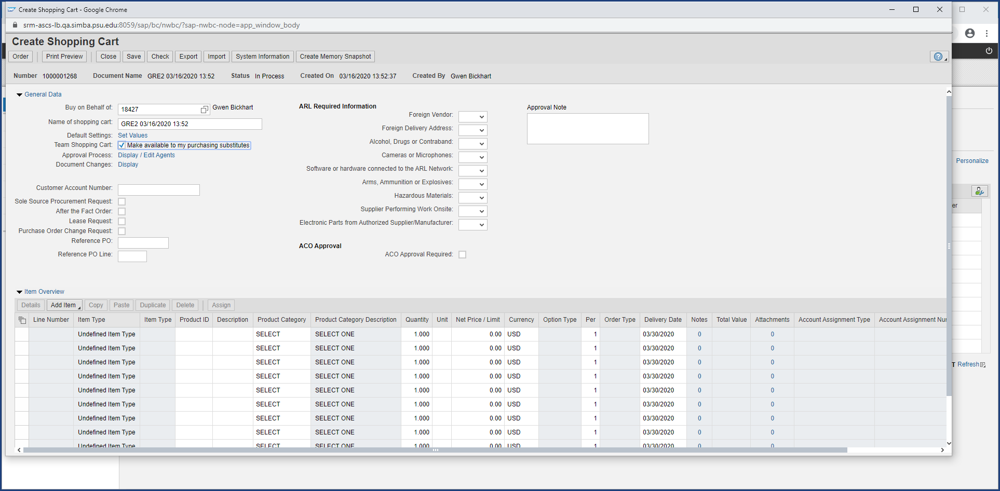 Create Shopping Cart - Google Chrome
srm-ascs-lb.qa.simba.psu.edu:8059/sap/bc/nwbc/?sap-nwbc-node=app_window_body
Create Shopping Cart
Order Print Preview Close Save Check Export Import System Information Create Memory Snapshot
Number 1000001268 Document Name GRE2 03/16/2020 13:52 Status In Process Created On 03/16/2020 13:52:37 Created By Gwen Bickhart
General Data
Buy on Behalf of: 18427 Gwen Bickhart
Name of shopping cart: GRE2 03/16/2020 13:52
Default Settings: Set Values
Team Shopping Cart: Make available to my purchasing substitutes
Approval Process: Display / Edit Agents
Document Changes: Display
Customer Account Number:
Sole Source Procurement Request:
After the Fact Order:
Lease Request:
Purchase Order Change Request:
Reference PO:
Reference PO Line:
ARL Required Information
Foreign Vendor:
Foreign Delivery Address:
Alcohol, Drugs or Contraband:
Cameras or Microphones:
Software or hardware connected to the ARL Network:
Arms, Ammunition or Explosives:
Hazardous Materials:
Supplier Performing Work Onsite:
Electronic Parts from Authorized Supplier/Manufacturer:
ACO Approval
ACO Approval Required:
Approval Note
Personalize
er
T Refresh
Item Overview
Details Add Item Copy Paste Duplicate Delete Assign
Line Number Item Type Item Type Product ID Description Product Category Product Category Description Quantity Unit Net Price / Limit Currency Option Type Per Order Type Delivery Date Notes Total Value Attachments Account Assignment Type Account Assignment Nur
Undefined Item Type SELECT SELECT ONE 1.000 0.00 USD 1 03/30/2020 0 0
Undefined Item Type SELECT SELECT ONE 1.000 0.00 USD 1 03/30/2020 0 0
Undefined Item Type SELECT SELECT ONE 1.000 0.00 USD 1 03/30/2020 0 0
Undefined Item Type SELECT SELECT ONE 1.000 0.00 USD 1 03/30/2020 0 0
Undefined Item Type SELECT SELECT ONE 1.000 0.00 USD 1 03/30/2020 0 0
Undefined Item Type SELECT SELECT ONE 1.000 0.00 USD 1 03/30/2020 0 0
Undefined Item Type SELECT SELECT ONE 1.000 0.00 USD 1 03/30/2020 0 0
Undefined Item Type SELECT SELECT ONE 1.000 0.00 USD 1 03/30/2020 0 0
Undefined Item Type SELECT SELECT ONE 1.000 0.00 USD 1 03/30/2020 0 0